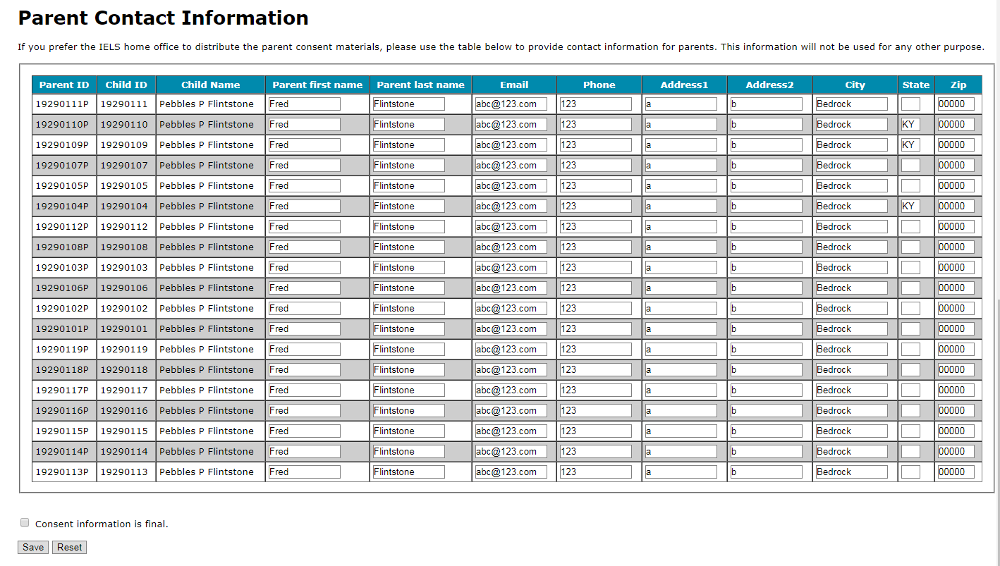 Parent Contact Information
If you prefer the IELS home office to distribute the parent consent materials, please use the table below to provide contact information for parents. This information will not be used for any other purpose.
Parent ID Child ID Child Name Parent first name Parent last name Email Phone Address1 Address2 City State Zip
19290111P 19290111 Pebbles P Flintstone Fred Flintstone abc@123.com 123 a b Bedrock 00000
19290110P 19290110 Pebbles P Flintstone Fred Flintstone abc@123.com 123 a b Bedrock KY 00000
19290109P 19290109 Pebbles P Flintstone Fred Flintstone abc@123.com 123 a b Bedrock KY 00000
19290107P 19290107 Pebbles P Flintstone Fred Flintstone abc@123.com 123 a b Bedrock 00000
19290105P 19290105 Pebbles P Flintstone Fred Flintstone abc@123.com 123 a b Bedrock 00000
19290104P 19290104 Pebbles P Flintstone Fred Flintstone abc@123.com 123 a b Bedrock KY 00000
19290112P 19290112 Pebbles P Flintstone Fred Flintstone abc@123.com 123 a b Bedrock 00000
19290108P 19290108 Pebbles P Flintstone Fred Flintstone abc@123.com 123 a b Bedrock 00000
19290103P 19290103 Pebbles P Flintstone Fred Flintstone abc@123.com 123 a b Bedrock 00000
19290106P 19290106 Pebbles P Flintstone Fred Flintstone abc@123.com 123 a b Bedrock 00000
19290102P 19290102 Pebbles P Flintstone Fred Flintstone abc@123.com 123 a b Bedrock 00000
19290101P 19290101 Pebbles P Flintstone Fred Flintstone abc@123.com 123 a b Bedrock 00000
19290119P 19290119 Pebbles P Flintstone Fred Flintstone abc@123.com 123 a b Bedrock 00000
19290118P 19290118 Pebbles P Flintstone Fred Flintstone abc@123.com 123 a b Bedrock 00000
19290117P 19290117 Pebbles P Flintstone Fred Flintstone abc@123.com 123 a b Bedrock 00000
19290116P 19290116 Pebbles P Flintstone Fred Flintstone abc@123.com 123 a b Bedrock 00000
19290115P 19290115 Pebbles P Flintstone Fred Flintstone abc@123.com 123 a b Bedrock 00000
19290114P 19290114 Pebbles P Flintstone Fred Flintstone abc@123.com 123 a b Bedrock 00000
19290113P 19290113 Pebbles P Flintstone Fred Flintstone abc@123.com 123 a b Bedrock 00000
Consent information is final.
Save Reset